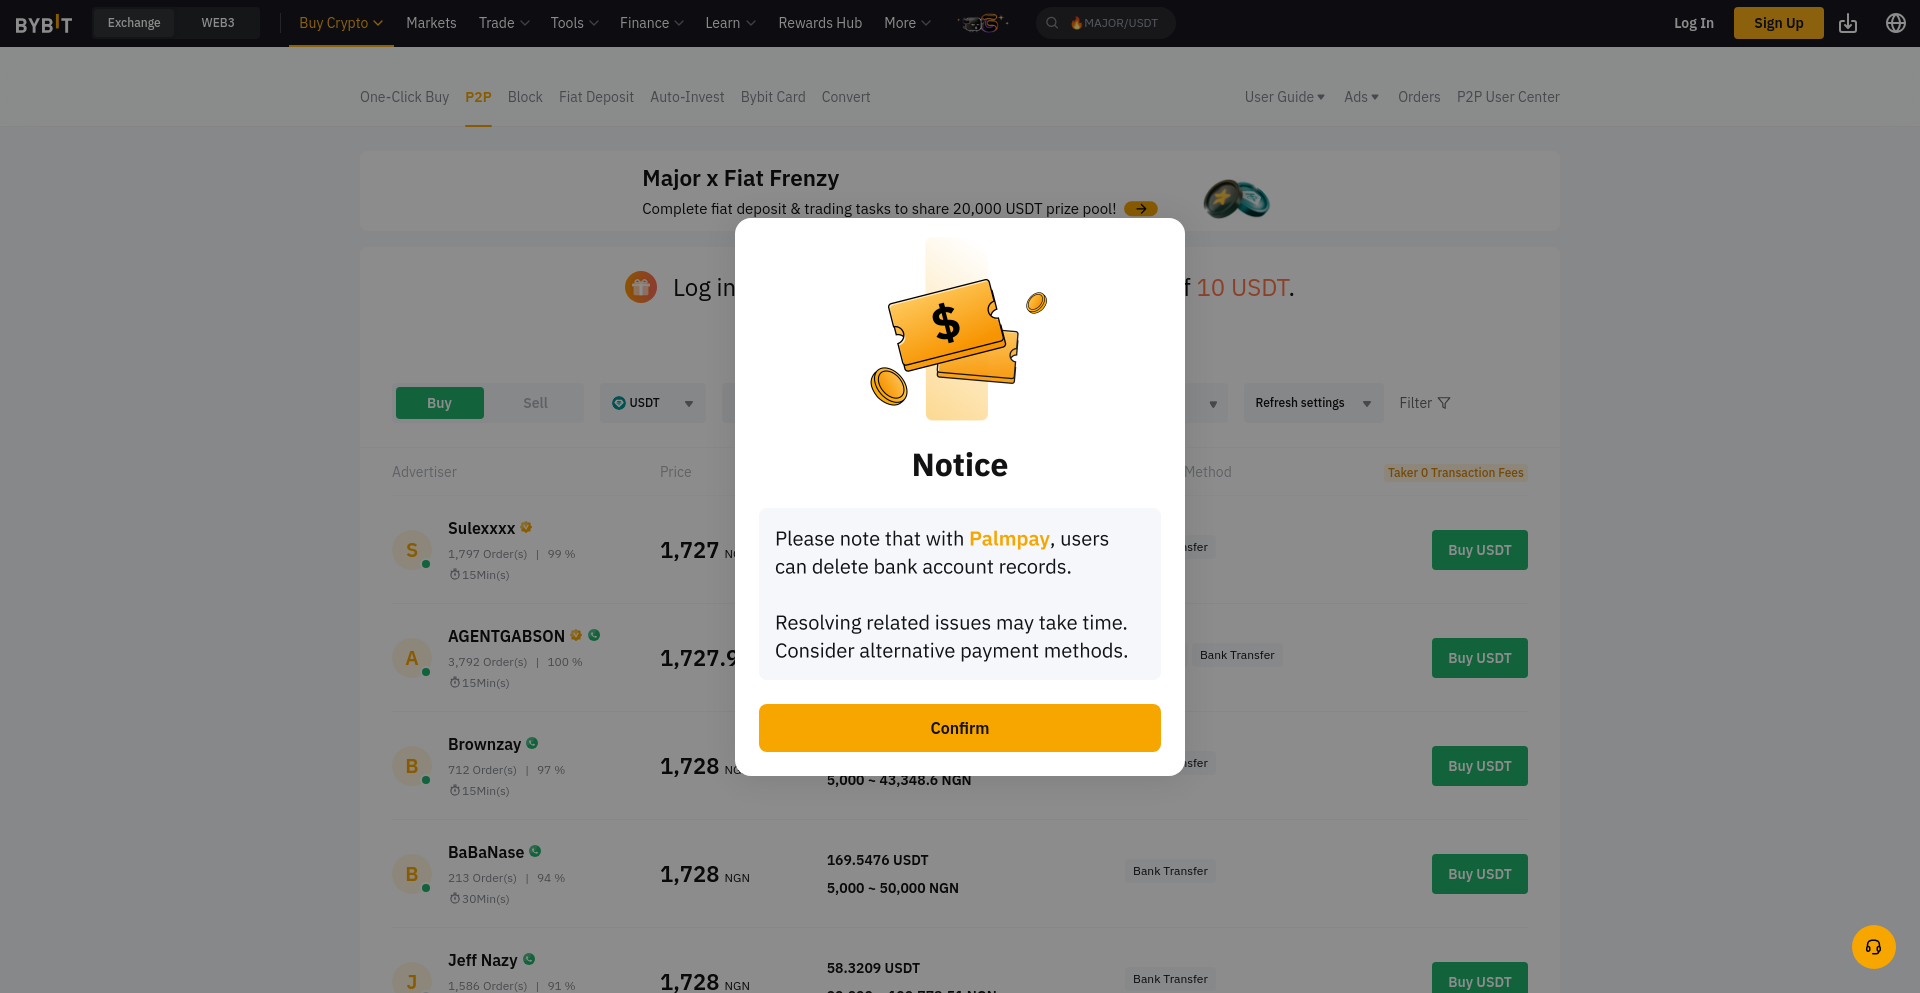 BYBIT
Exchange
WEB3
Buy Crypto
Markets
Trade
Tools
Finance
Learn
Rewards Hub
More
🔥MAJOR/USDT
Log In
Sign Up
One-Click Buy
P2P
Block
Fiat Deposit
Auto-Invest
Bybit Card
Convert
User Guide
Ads
Orders
P2P User Center
Major x Fiat Frenzy
Complete fiat deposit & trading tasks to share 20,000 USDT prize pool!
Log in
10 USDT.
Buy
Sell
USDT
Refresh settings
Filter
Advertiser
Price
Method
Taker 0 Transaction Fees
S
Sulexxxx
1,797 Order(s) | 99 %
15Min(s)
1,727
Buy USDT
A
AGENTGABSON
3,792 Order(s) | 100 %
15Min(s)
1,727.9
Bank Transfer
Buy USDT
B
Brownzay
712 Order(s) | 97 %
15Min(s)
1,728
5,000 ~ 43,348.6 NGN
Buy USDT
B
BaBaNase
213 Order(s) | 94 %
30Min(s)
1,728 NGN
169.5476 USDT
5,000 ~ 50,000 NGN
Bank Transfer
Buy USDT
J
Jeff Nazy
1,586 Order(s) | 91 %
1,728 NGN
58.3209 USDT
Bank Transfer
Buy USDT
$
Notice
Please note that with Palmpay, users
can delete bank account records.
Resolving related issues may take time.
Consider alternative payment methods.
Confirm